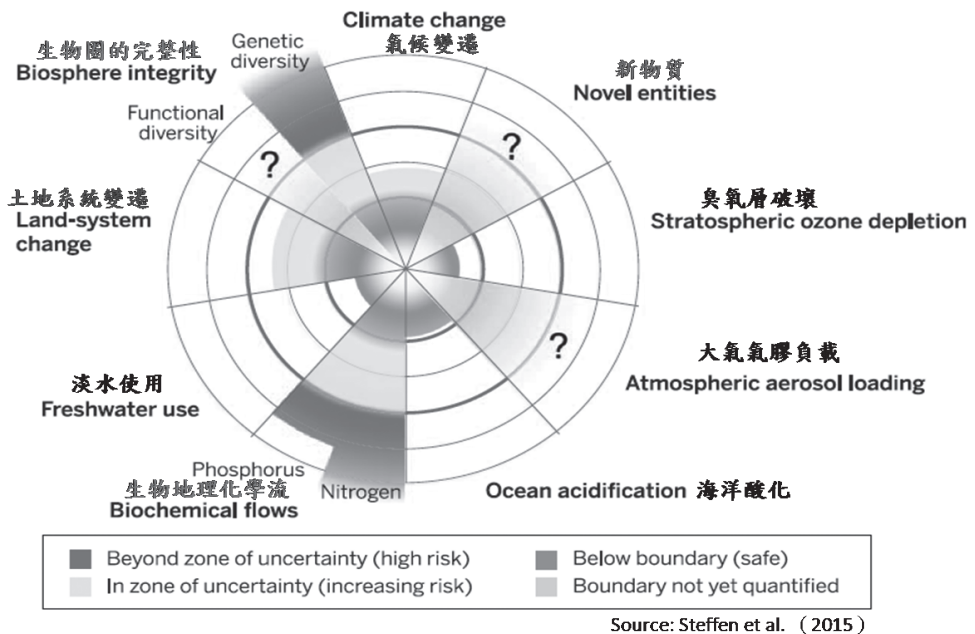 Climate change
氣候變遷
生物圈的完整性
Biosphere integrity
Genetic
diversity
Functional
diversity
?
新物質
Novel entities
?
土地系統變遷
Land-system
change
臭氧層破壞
Stratospheric ozone depletion
?
大氣氣膠負載
Atmospheric aerosol loading
淡水使用
Freshwater use
Phosphorus
生物地理化學流
Nitrogen
Biochemical flows
Ocean acidification 海洋酸化
Beyond zone of uncertainty (high risk)
In zone of uncertainty (increasing risk)
Below boundary (safe)
Boundary not yet quantified
Source: Steffen et al. （2015）